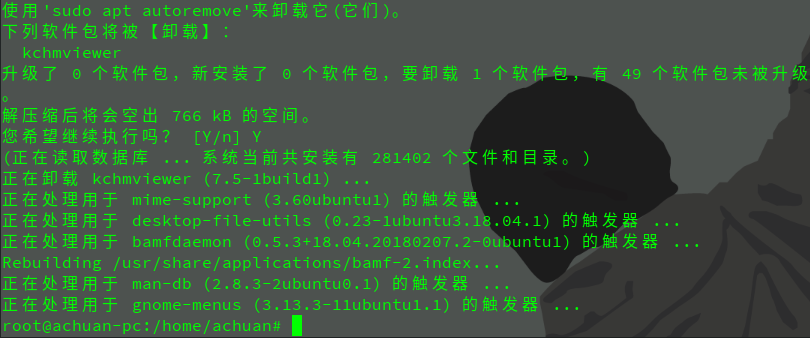 使用'sudo apt autoremove'来卸载它(它们)。
下列软件包将被【卸载】：
  kchmviewer
升级了 0 个软件包，新安装了 0 个软件包，要卸载 1 个软件包，有 49 个软件包未被升级
。
解压缩后将会空出 766 kB 的空间。
您希望继续执行吗？ [Y/n] Y
(正在读取数据库 ... 系统当前共安装有 281402 个文件和目录。)
正在卸载 kchmviewer (7.5-1build1) ...
正在处理用于 mime-support (3.60ubuntu1) 的触发器 ...
正在处理用于 desktop-file-utils (0.23-1ubuntu3.18.04.1) 的触发器 ...
正在处理用于 bamfdaemon (0.5.3+18.04.20180207.2-0ubuntu1) 的触发器 ...
Rebuilding /usr/share/applications/bamf-2.index...
正在处理用于 man-db (2.8.3-2ubuntu0.1) 的触发器 ...
正在处理用于 gnome-menus (3.13.3-11ubuntu1.1) 的触发器 ...
root@achuan-pc:/home/achuan#